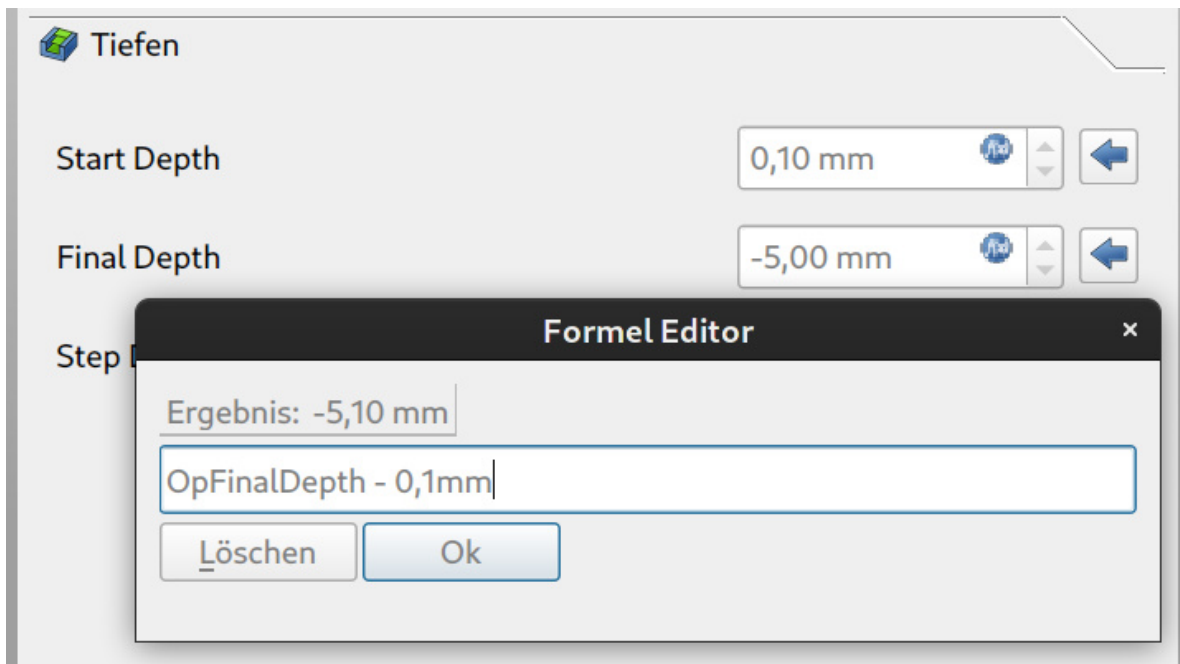 Tiefen
Start Depth 0,10 mm
Final Depth -5,00 mm
Formel Editor ×
Step
Ergebnis: -5,10 mm
OpFinalDepth - 0,1mm
Löschen Ok